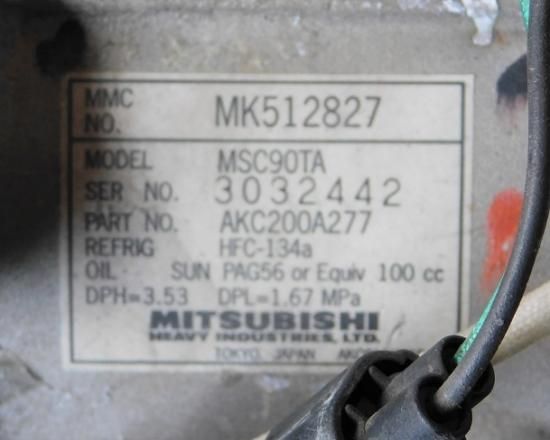 MMC
NO. MK512827
MODEL MSC90TA
SER NO. 3032442
PART NO. AKC200A277
REFRIG HFC-134a
OIL SUN PAG56 or Equiv 100 cc
DPH=3.53 DPL=1.67 MPa
MITSUBISHI
HEAVY INDUSTRIES, LTD.
TOKYO, JAPAN